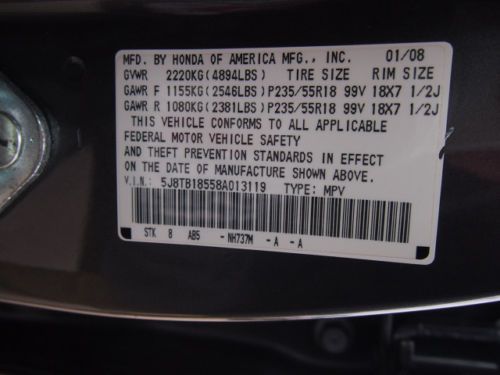 MFD. BY HONDA OF AMERICA MFG., INC. 01/08
GVWR 2220KG(4894LBS) TIRE SIZE RIM SIZE
GAWR F 1155KG(2546LBS)P235/55R18 99V 18X7 1/2J
GAWR R 1080KG(2381LBS)P235/55R18 99V 18X7 1/2J
THIS VEHICLE CONFORMS TO ALL APPLICABLE
FEDERAL MOTOR VEHICLE SAFETY
AND THEFT PREVENTION STANDARDS IN EFFECT
ON THE DATE OF MANUFACTURE SHOWN ABOVE.
V.I.N.: 5J8TB18558A013119 TYPE: MPV
STK 8 AB5 -NH737M -A -A